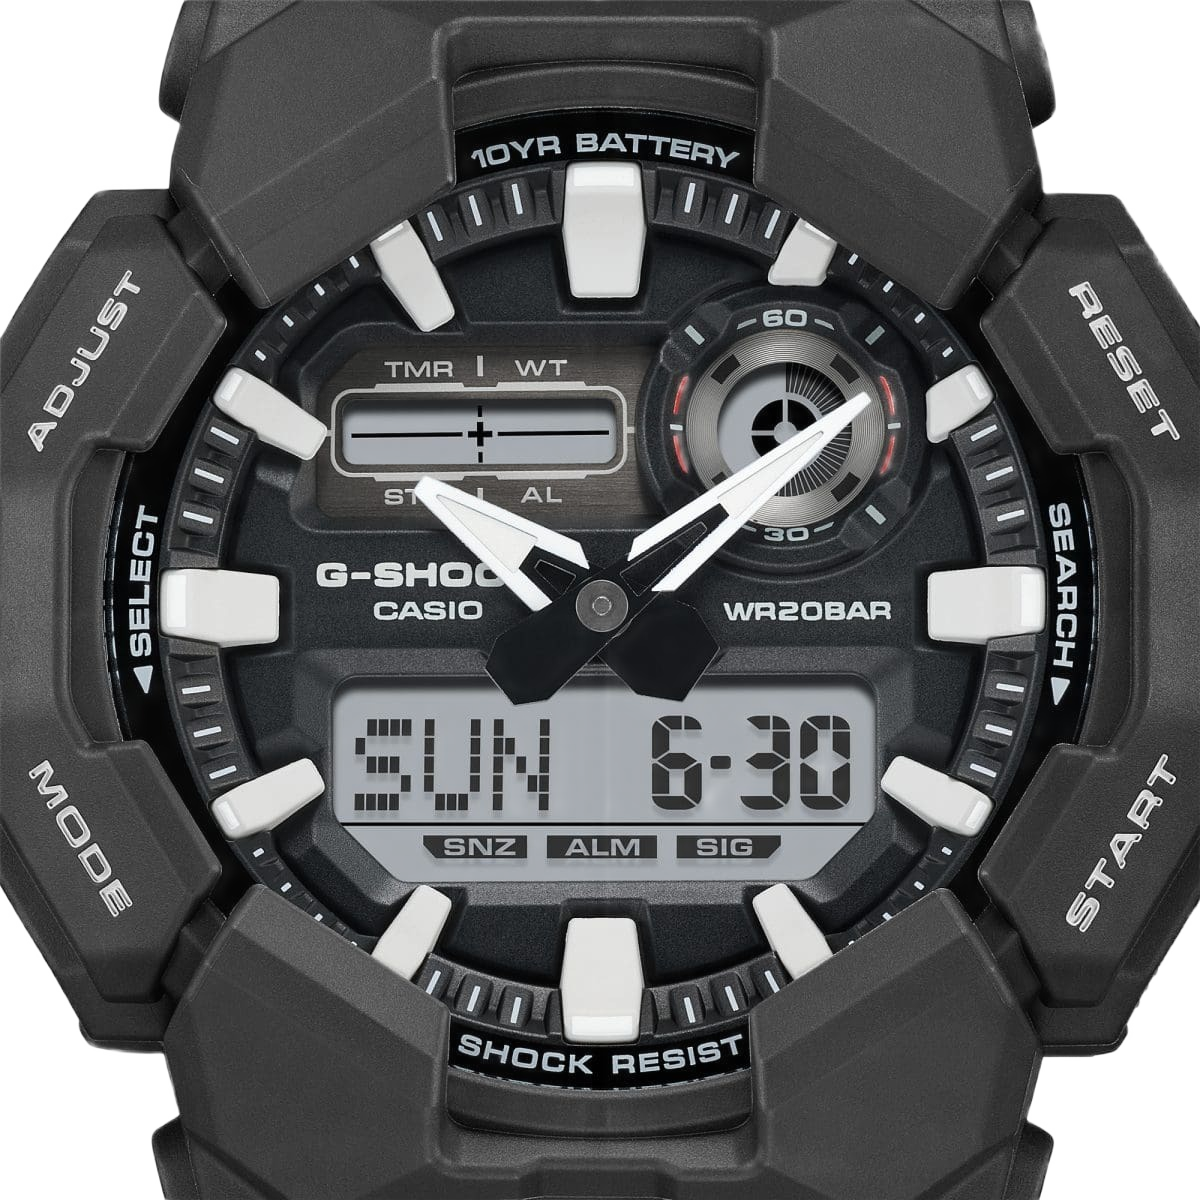 10YR BATTERY
ADJUST
RESET
TMR WT
60
AL
30
SELECT
SEARCH
CASIO
WR20BAR
SUN 6-30
SNZ ALM SIG
MODE
START
SHOCK RESIST